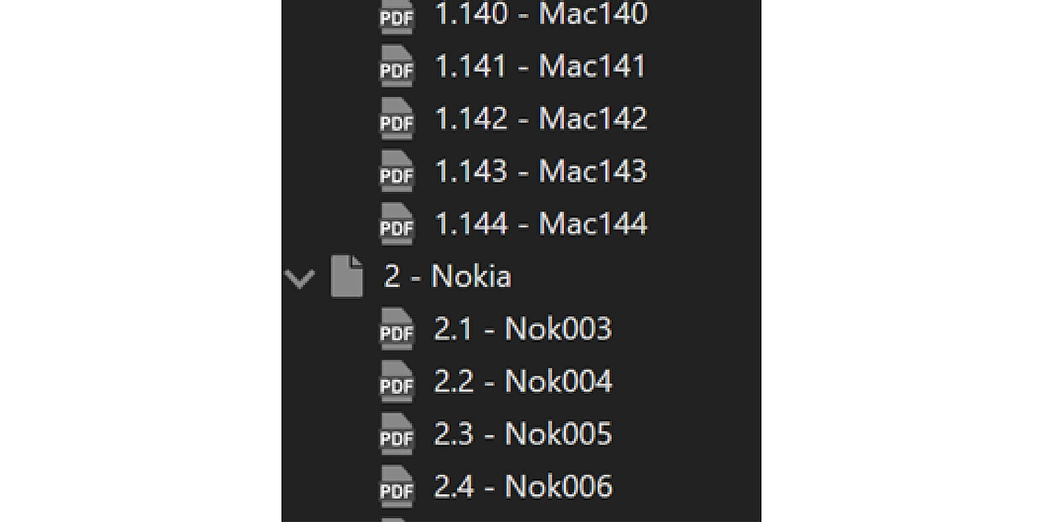 PDF 1.140 - Mac140
PDF 1.141 - Mac141
PDF 1.142 - Mac142
PDF 1.143 - Mac143
PDF 1.144 - Mac144
2 - Nokia
PDF 2.1 - Nok003
PDF 2.2 - Nok004
PDF 2.3 - Nok005
PDF 2.4 - Nok006